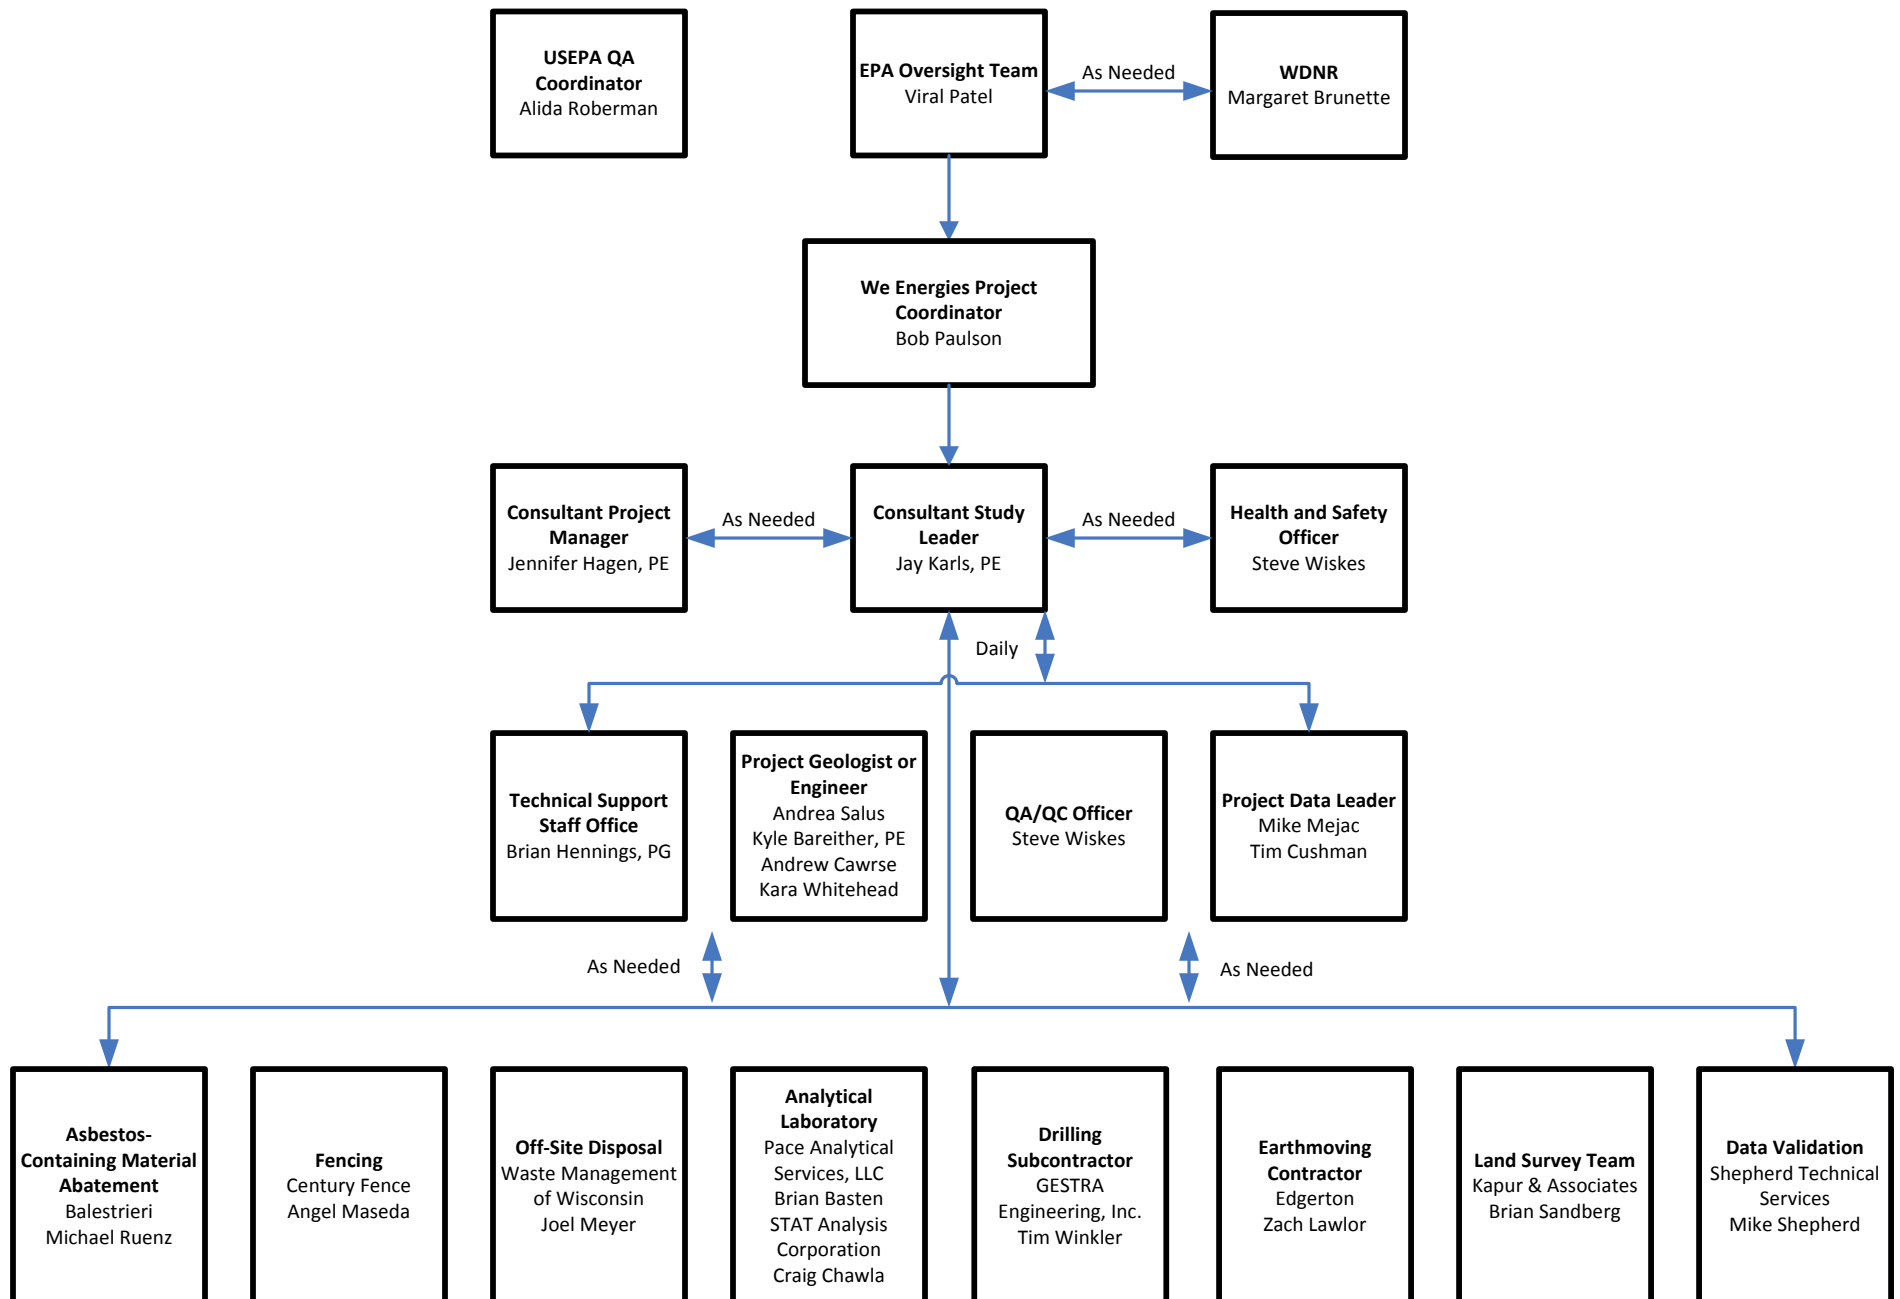 USEPA QA
Coordinator
Alida Roberman
EPA Oversight Team
Viral Patel
As Needed
WDNR
Margaret Brunette
We Energies Project
Coordinator
Bob Paulson
Consultant Project
Manager
Jennifer Hagen, PE
As Needed
Consultant Study
Leader
Jay Karls, PE
As Needed
Health and Safety
Officer
Steve Wiskes
Daily
Technical Support
Staff Office
Brian Hennings, PG
Project Geologist or
Engineer
Andrea Salus
Kyle Bareither, PE
Andrew Cawrse
Kara Whitehead
QA/QC Officer
Steve Wiskes
Project Data Leader
Mike Mejac
Tim Cushman
As Needed
As Needed
Asbestos-
Containing Material
Abatement
Balestrieri
Michael Ruenz
Fencing
Century Fence
Angel Maseda
Off-Site Disposal
Waste Management
of Wisconsin
Joel Meyer
Analytical
Laboratory
Pace Analytical
Services, LLC
Brian Basten
STAT Analysis
Corporation
Craig Chawla
Drilling
Subcontractor
GESTRA
Engineering, Inc.
Tim Winkler
Earthmoving
Contractor
Edgerton
Zach Lawlor
Land Survey Team
Kapur & Associates
Brian Sandberg
Data Validation
Shepherd Technical
Services
Mike Shepherd